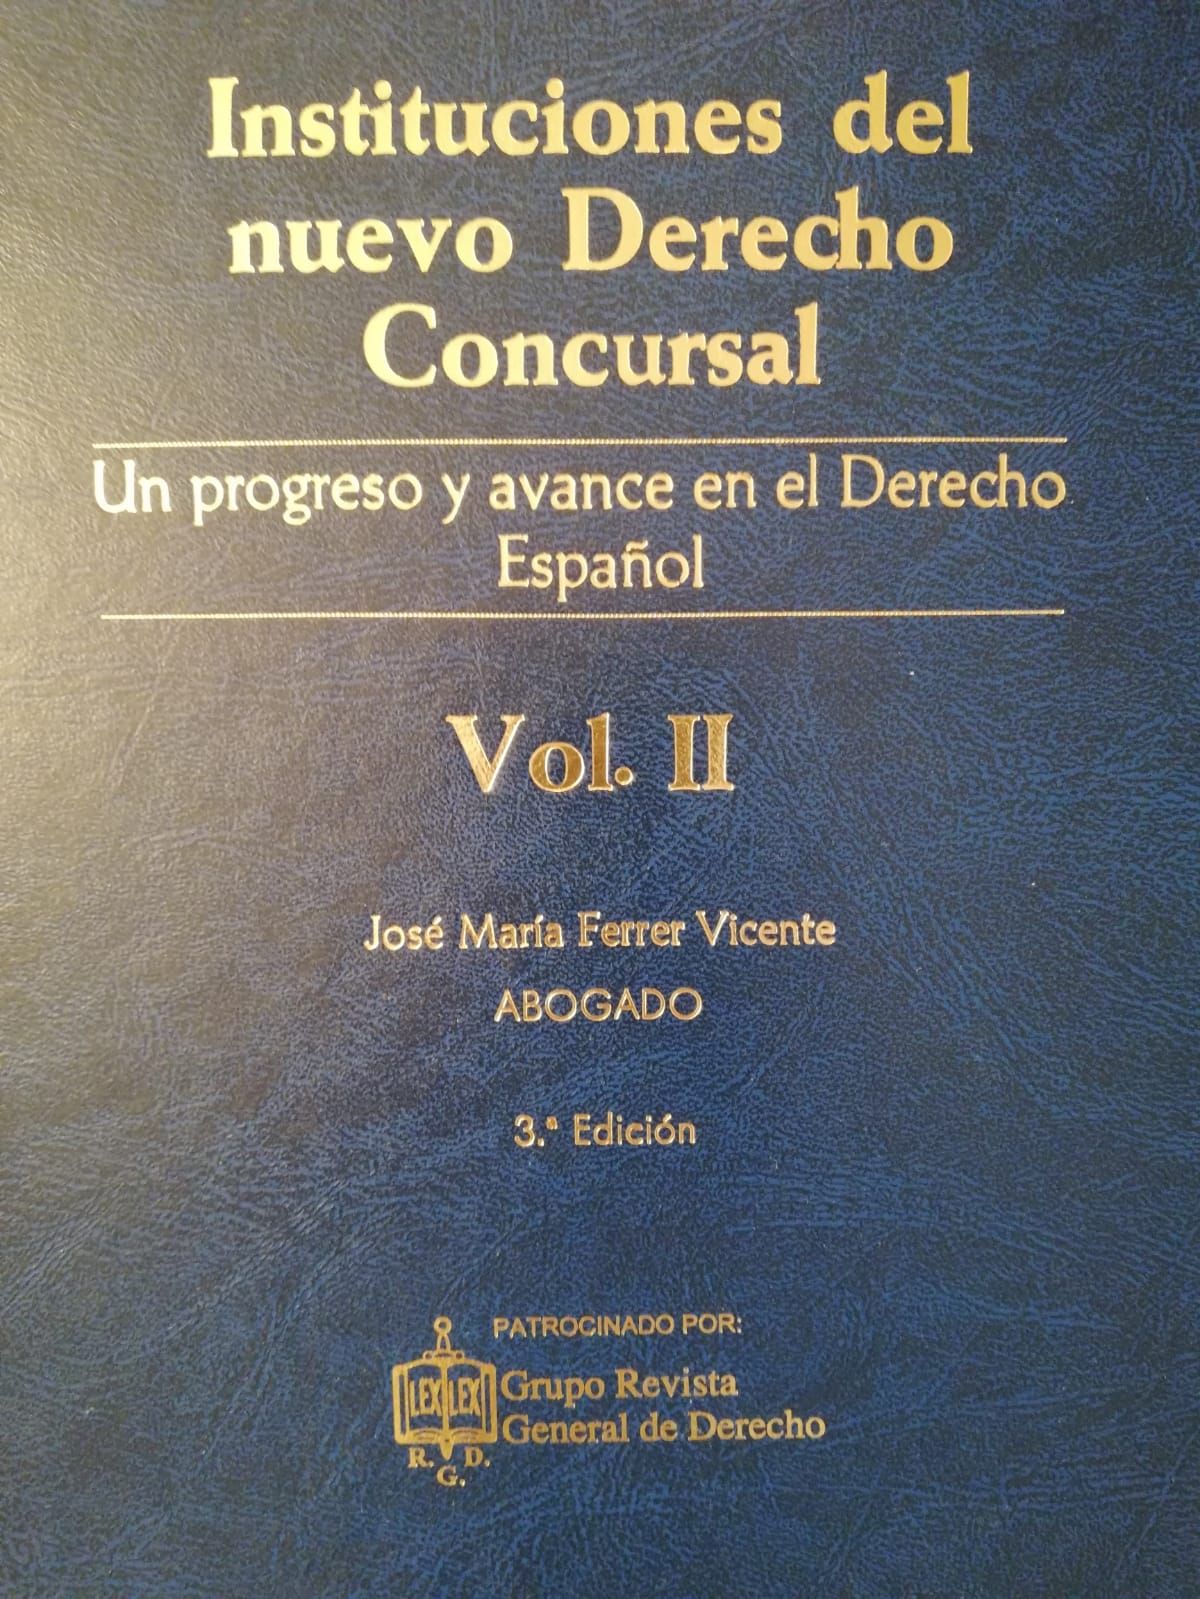 Instituciones del
nuevo Derecho
Concursal
Un progreso y avance en el Derecho
Español
Vol. II
José María Ferrer Vicente
ABOGADO
3.ª Edición
PATROCINADO POR:
LEX LEX
Grupo Revista
General de Derecho
R. G. D.